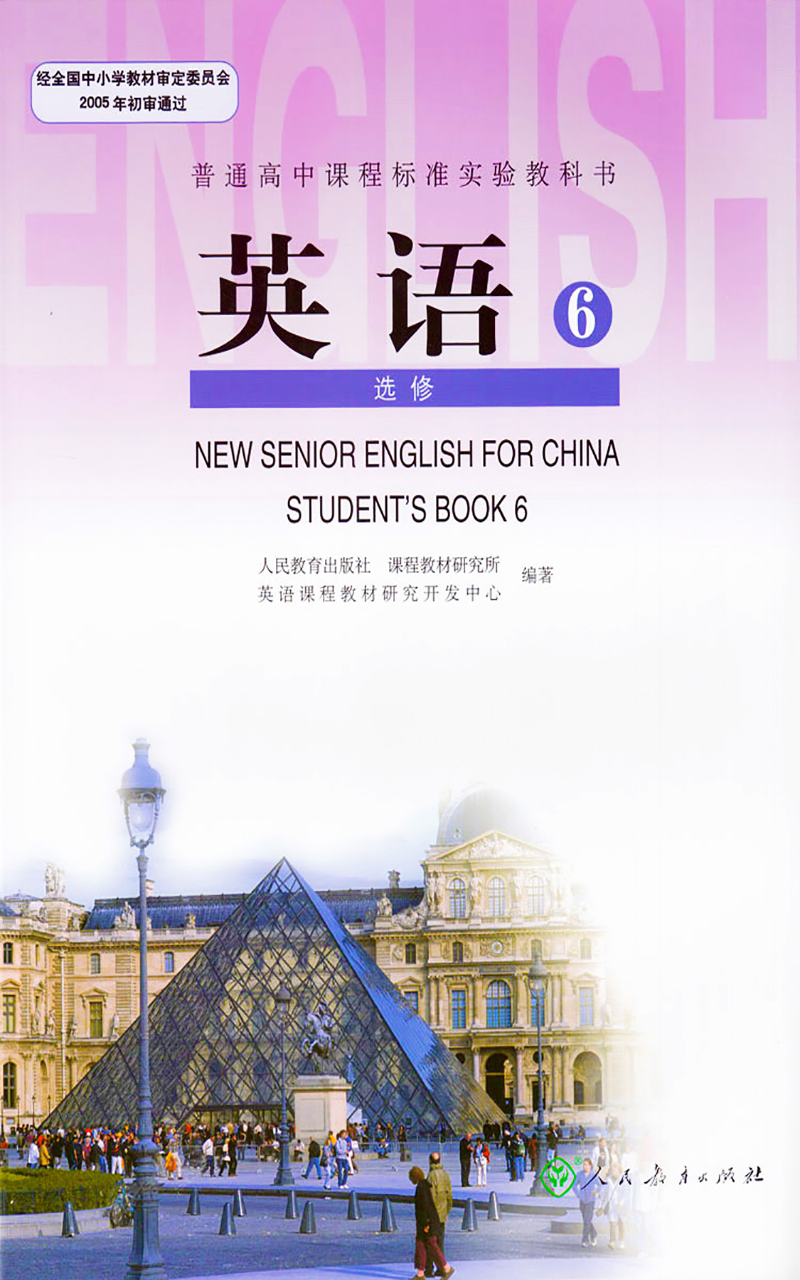 ENGLISH
经全国中小学教材审定委员会
2005年初审通过
普通高中课程标准实验教科书
英语 6
选修
NEW SENIOR ENGLISH FOR CHINA
STUDENT'S BOOK 6
人民教育出版社 课程教材研究所
英语课程教材研究开发中心
编著
人民教育出版社